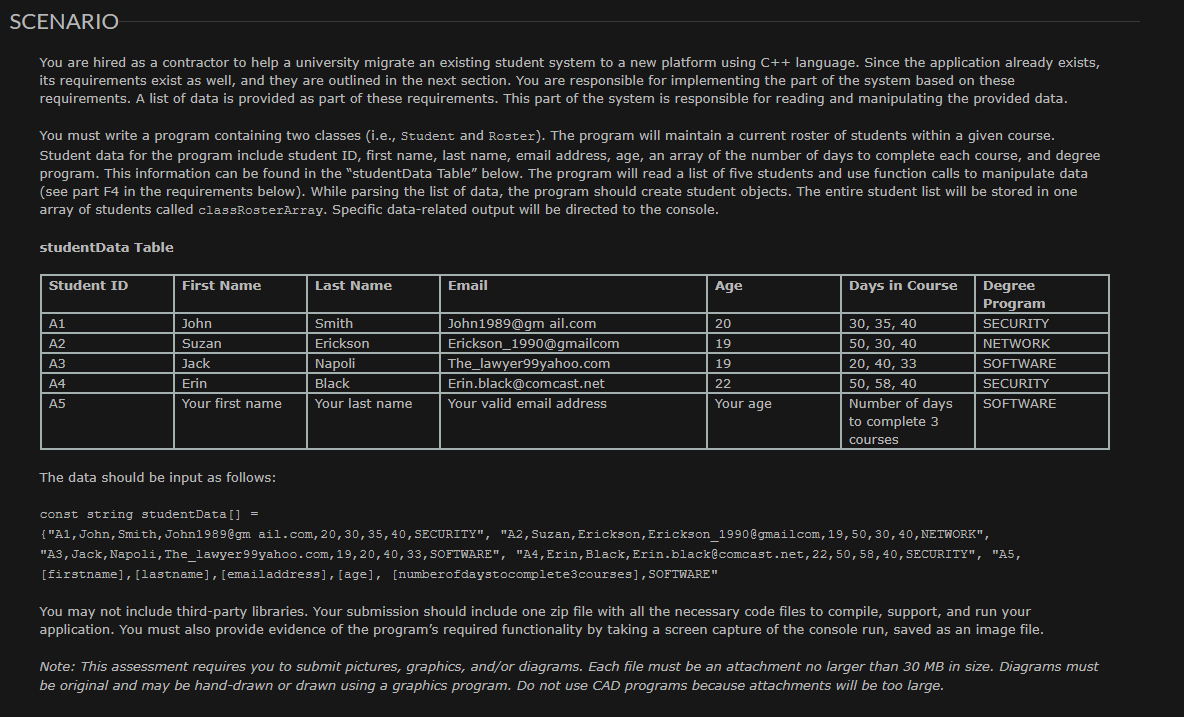 SCENARIO
You are hired as a contractor to help a university migrate an existing student system to a new platform using C++ language. Since the application already exists,
its requirements exist as well, and they are outlined in the next section. You are responsible for implementing the part of the system based on these
requirements. A list of data is provided as part of these requirements. This part of the system is responsible for reading and manipulating the provided data.
You must write a program containing two classes (i.e., Student and Roster). The program will maintain a current roster of students within a given course.
Student data for the program include student ID, first name, last name, email address, age, an array of the number of days to complete each course, and degree
program. This information can be found in the “studentData Table” below. The program will read a list of five students and use function calls to manipulate data
(see part F4 in the requirements below). While parsing the list of data, the program should create student objects. The entire student list will be stored in one
array of students called classRosterArray. Specific data-related output will be directed to the console.
studentData Table
Student ID First Name Last Name Email Age Days in Course Degree
Program
A1 John Smith John1989@gm ail.com 20 30, 35, 40 SECURITY
A2 Suzan Erickson Erickson_1990@gmailcom 19 50, 30, 40 NETWORK
A3 Jack Napoli The_lawyer99yahoo.com 19 20, 40, 33 SOFTWARE
A4 Erin Black Erin.black@comcast.net 22 50, 58, 40 SECURITY
A5 Your first name Your last name Your valid email address Your age Number of days SOFTWARE
to complete 3
courses
The data should be input as follows:
const string studentData[] =
{"A1,John,Smith,John1989@gm ail.com,20,30,35,40,SECURITY", "A2,Suzan,Erickson,Erickson_1990@gmailcom,19,50,30,40,NETWORK",
"A3,Jack,Napoli,The_lawyer99yahoo.com,19,20,40,33,SOFTWARE", "A4,Erin,Black,Erin.black@comcast.net,22,50,58,40,SECURITY", "A5,
[firstname],[lastname],[emailaddress],[age], [numberofdaystocomplete3courses],SOFTWARE"
You may not include third-party libraries. Your submission should include one zip file with all the necessary code files to compile, support, and run your
application. You must also provide evidence of the program’s required functionality by taking a screen capture of the console run, saved as an image file.
Note: This assessment requires you to submit pictures, graphics, and/or diagrams. Each file must be an attachment no larger than 30 MB in size. Diagrams must
be original and may be hand-drawn or drawn using a graphics program. Do not use CAD programs because attachments will be too large.